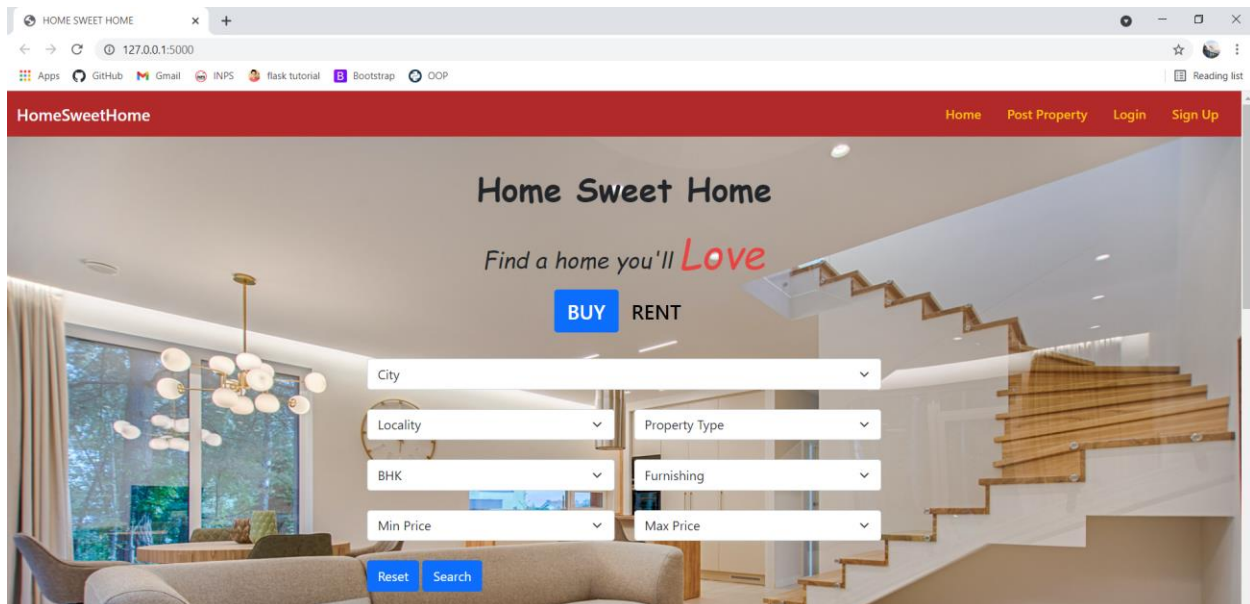 HOME SWEET HOME
127.0.0.1:5000
Apps GitHub Gmail INPS flask tutorial B Bootstrap OOP Reading list
HomeSweetHome Home Post Property Login Sign Up
Home Sweet Home
Find a home you'll Love
BUY RENT
City
Locality Property Type
BHK Furnishing
Min Price Max Price
Reset Search